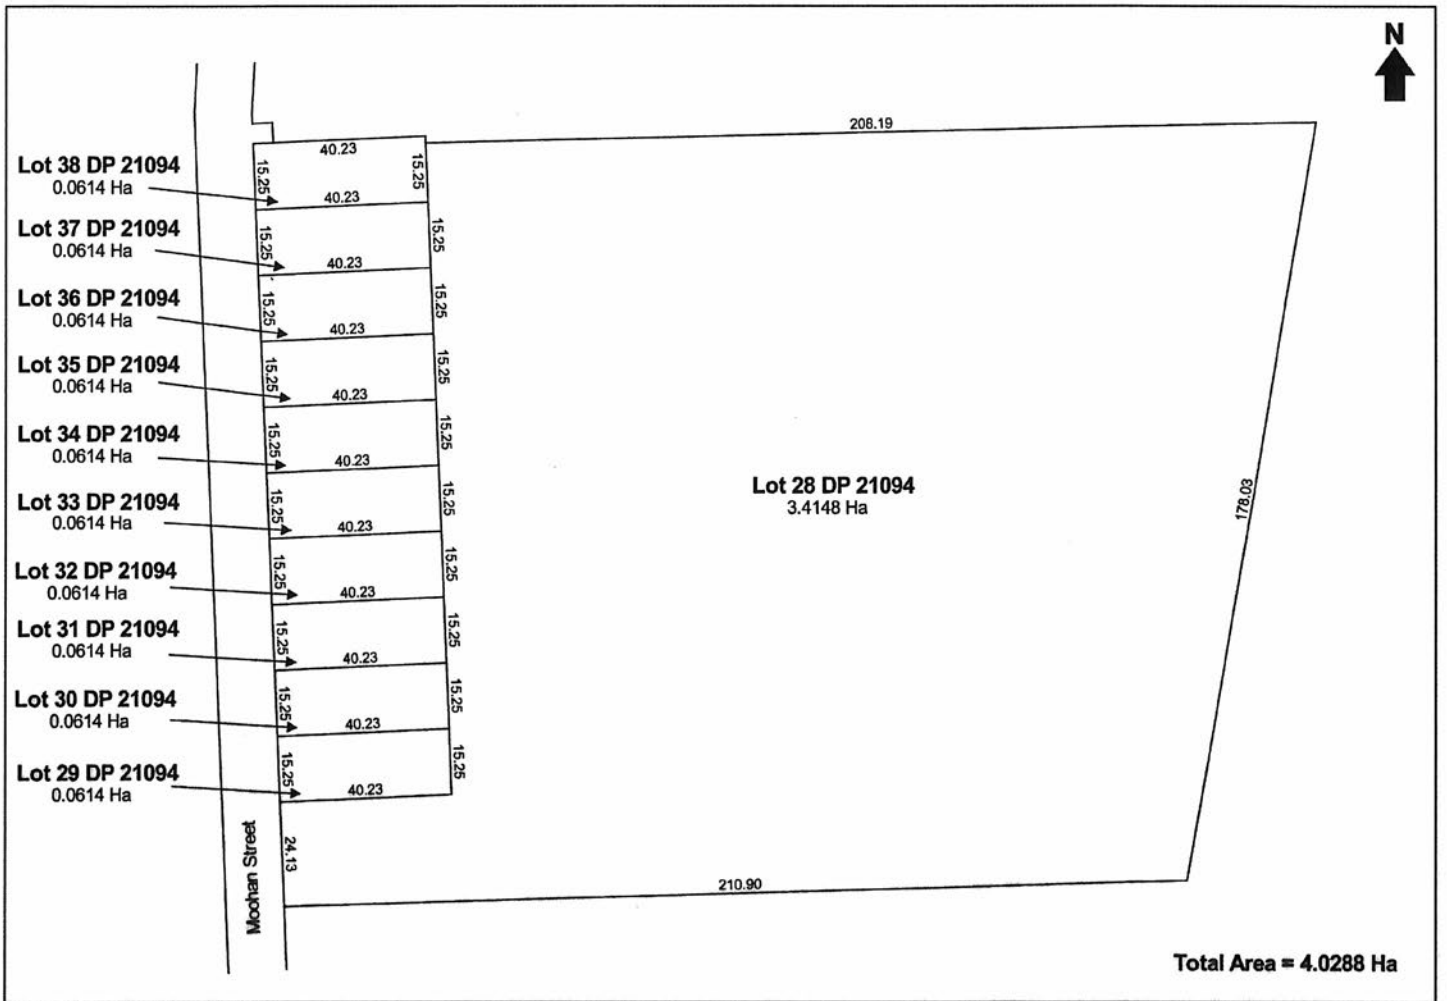 N
208.19
40.23
15.25
15.25
Lot 38 DP 21094
0.0614 Ha
40.23
Lot 37 DP 21094
0.0614 Ha
15.25
15.25
40.23
Lot 36 DP 21094
0.0614 Ha
15.25
15.25
40.23
Lot 35 DP 21094
0.0614 Ha
15.25
15.25
40.23
Lot 34 DP 21094
0.0614 Ha
15.25
15.25
40.23
Lot 33 DP 21094
0.0614 Ha
15.25
15.25
40.23
Lot 28 DP 21094
3.4148 Ha
178.03
Lot 32 DP 21094
0.0614 Ha
15.25
15.25
40.23
Lot 31 DP 21094
0.0614 Ha
15.25
15.25
40.23
Lot 30 DP 21094
0.0614 Ha
15.25
15.25
40.23
Lot 29 DP 21094
0.0614 Ha
15.25
15.25
40.23
24.13
Moohan Street
210.90
Total Area = 4.0288 Ha